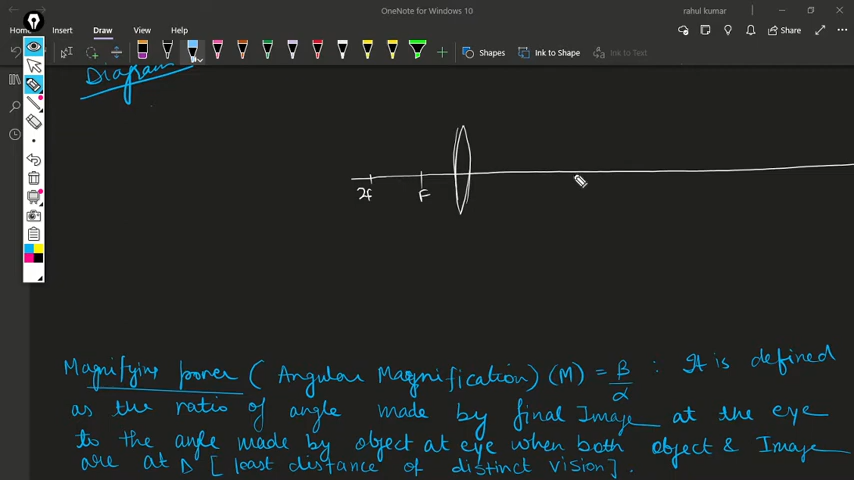 OneNote for Windows 10
rahul kumar
Home Insert Draw View Help
Share
Shapes
Ink to Shape
Ink to Text
Diagram
2f F
Magnifying power ( Angular Magnification) (M) = β/α : It is defined
as the ratio of angle made by final Image at the eye
to the angle made by object at eye when both object & Image
are at D [ least distance of distinct vision].